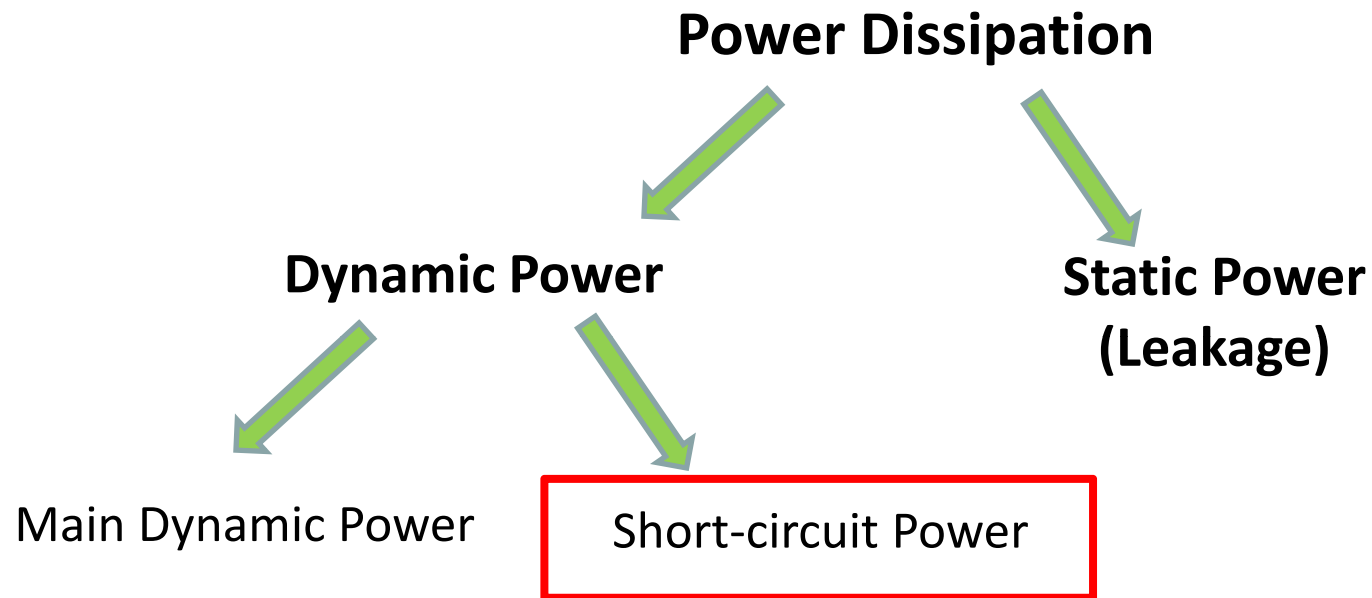 Power Dissipation
Dynamic Power
Static Power
(Leakage)
Main Dynamic Power
Short-circuit Power